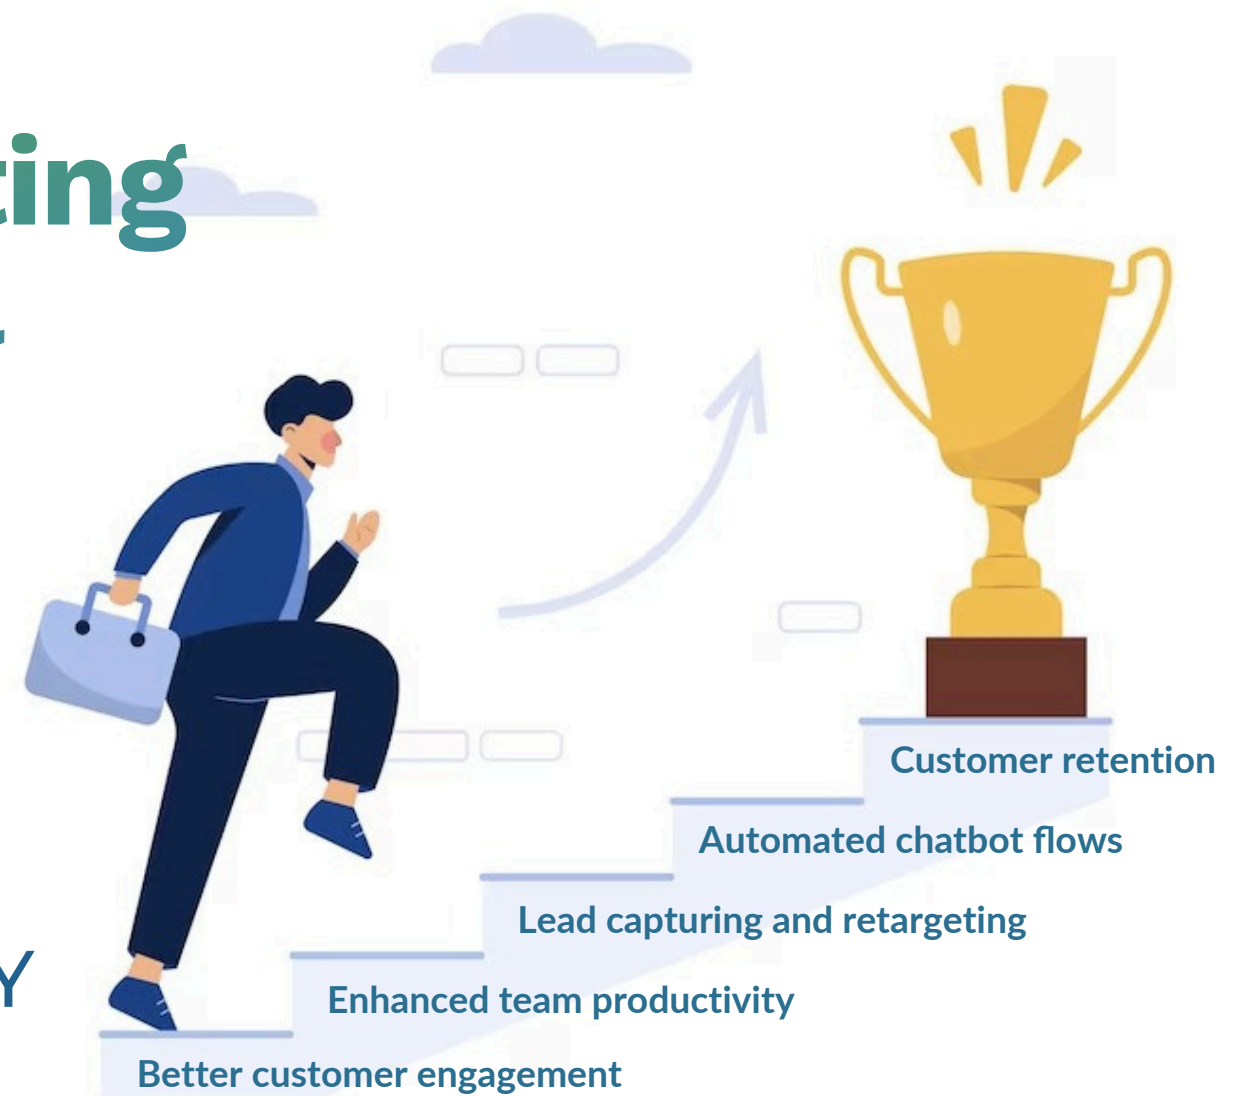 ting
Y
Customer retention
Automated chatbot flows
Lead capturing and retargeting
Enhanced team productivity
Better customer engagement